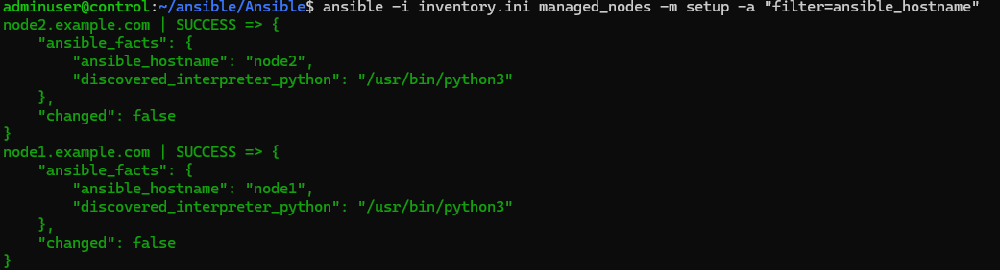 adminuser@control:~/ansible/Ansible$ ansible -i inventory.ini managed_nodes -m setup -a "filter=ansible_hostname"
node2.example.com | SUCCESS => {
    "ansible_facts": {
        "ansible_hostname": "node2",
        "discovered_interpreter_python": "/usr/bin/python3"
    },
    "changed": false
}
node1.example.com | SUCCESS => {
    "ansible_facts": {
        "ansible_hostname": "node1",
        "discovered_interpreter_python": "/usr/bin/python3"
    },
    "changed": false
}